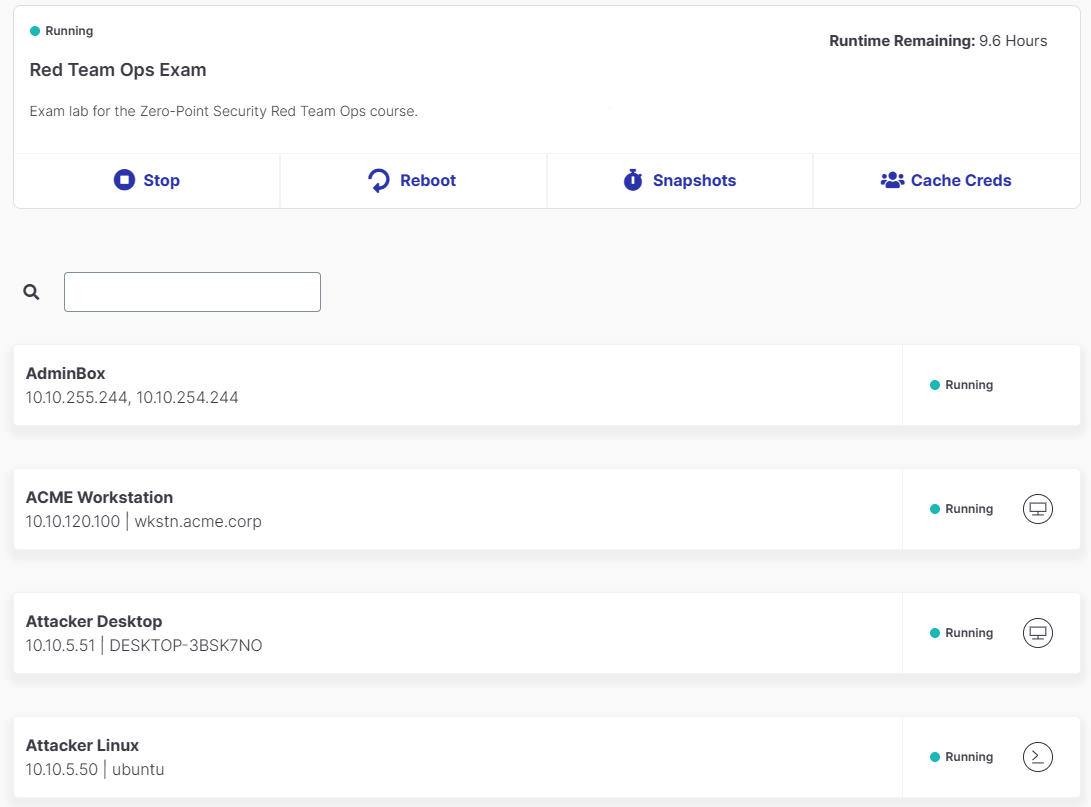 Running
Runtime Remaining: 9.6 Hours
Red Team Ops Exam
Exam lab for the Zero-Point Security Red Team Ops course.
Stop
Reboot
Snapshots
Cache Creds
AdminBox
10.10.255.244, 10.10.254.244
Running
ACME Workstation
10.10.120.100 | wkstn.acme.corp
Running
Attacker Desktop
10.10.5.51 | DESKTOP-3BSK7NO
Running
Attacker Linux
10.10.5.50 | ubuntu
Running